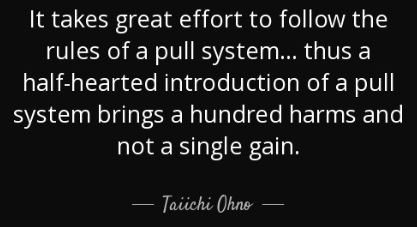 It takes great effort to follow the
rules of a pull system... thus a
half-hearted introduction of a pull
system brings a hundred harms and
not a single gain.
— Taiichi Ohno —